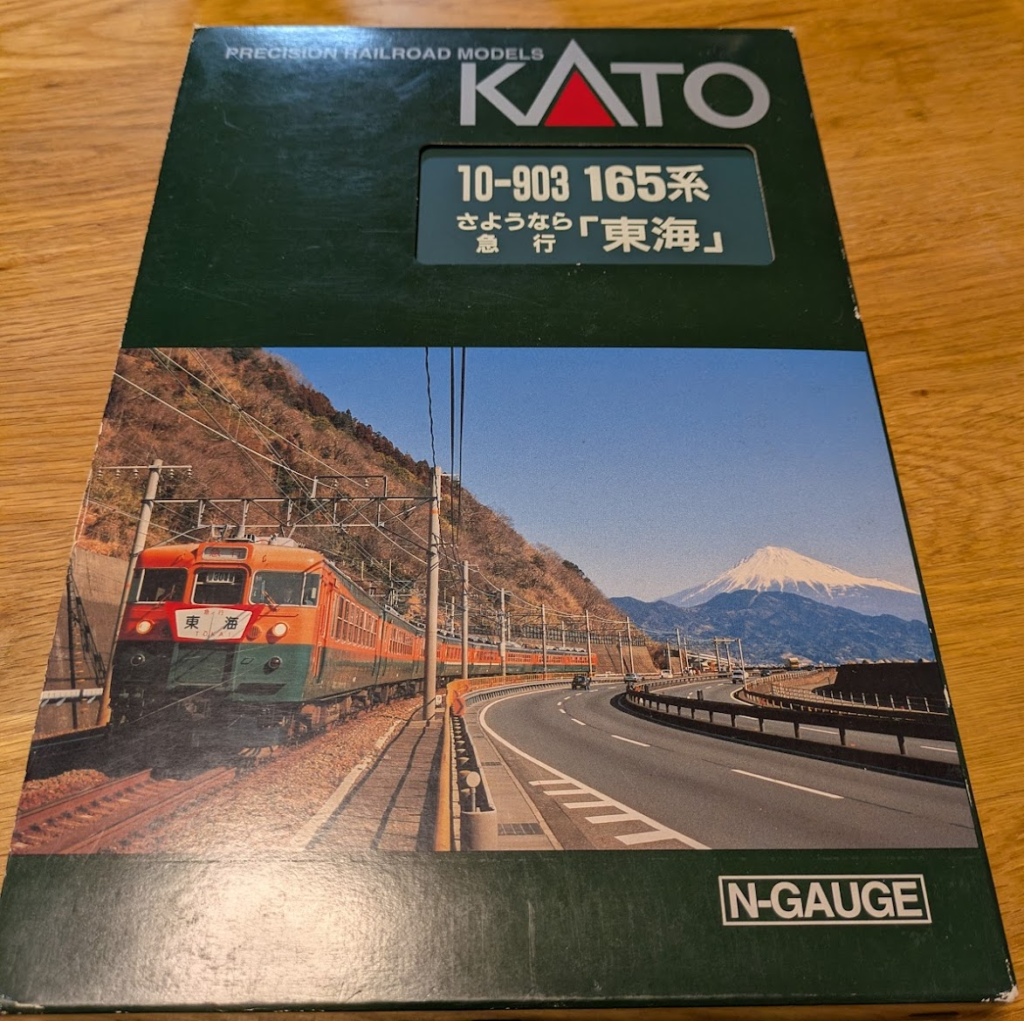 PRECISION RAILROAD MODELS
KATO
10-903 165系
さようなら
急行「東海」
東海
TOKAI
N-GAUGE